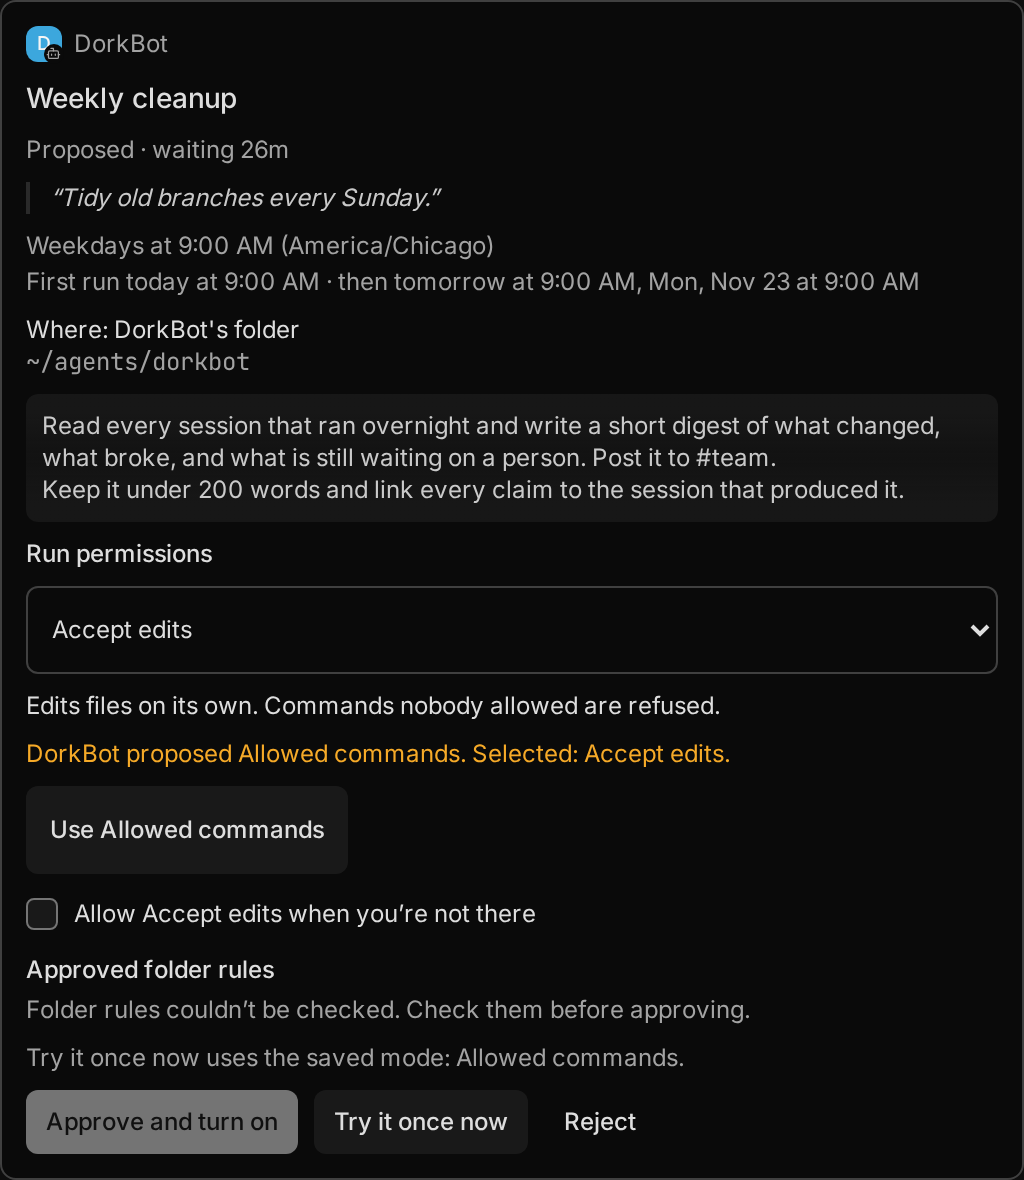 D DorkBot
Weekly cleanup
Proposed · waiting 26m
“Tidy old branches every Sunday.”
Weekdays at 9:00 AM (America/Chicago)
First run today at 9:00 AM · then tomorrow at 9:00 AM, Mon, Nov 23 at 9:00 AM
Where: DorkBot's folder
~/agents/dorkbot
Read every session that ran overnight and write a short digest of what changed,
what broke, and what is still waiting on a person. Post it to #team.
Keep it under 200 words and link every claim to the session that produced it.
Run permissions
Accept edits
Edits files on its own. Commands nobody allowed are refused.
DorkBot proposed Allowed commands. Selected: Accept edits.
Use Allowed commands
Allow Accept edits when you’re not there
Approved folder rules
Folder rules couldn’t be checked. Check them before approving.
Try it once now uses the saved mode: Allowed commands.
Approve and turn on Try it once now Reject